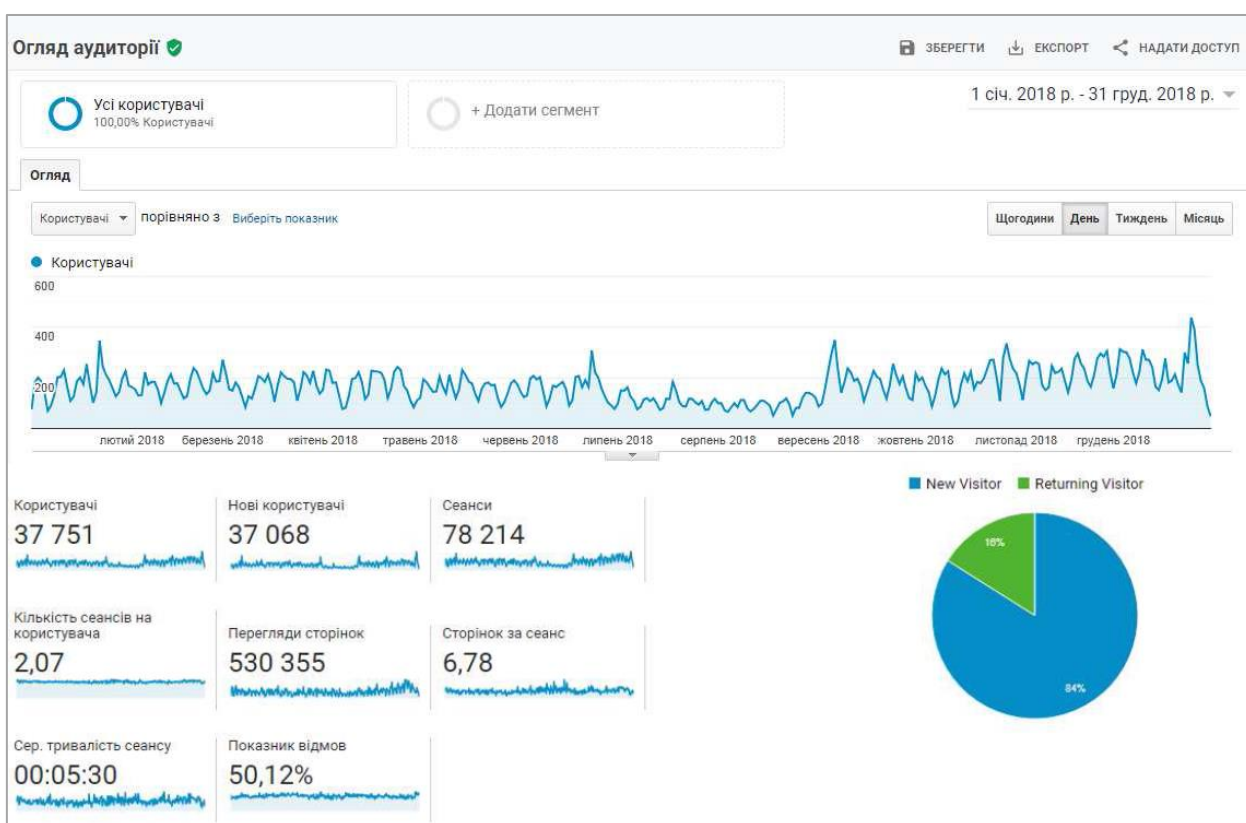 Огляд аудиторії
ЗБЕРЕГТИ ЕКСПОРТ НАДАТИ ДОСТУП
Усі користувачі
100,00% Користувачі
+ Додати сегмент
1 січ. 2018 р. - 31 груд. 2018 р.
Огляд
Користувачі порівняно з Виберіть показник
Щогодини День Тиждень Місяць
Користувачі
600
400
200
лютий 2018 березень 2018 квітень 2018 травень 2018 червень 2018 липень 2018 серпень 2018 вересень 2018 жовтень 2018 листопад 2018 грудень 2018
New Visitor Returning Visitor
Користувачі Нові користувачі Сеанси
37 751 37 068 78 214
16%
Кількість сеансів на
користувача Перегляди сторінок Сторінок за сеанс
2,07 530 355 6,78
84%
Сер. тривалість сеансу Показник відмов
00:05:30 50,12%